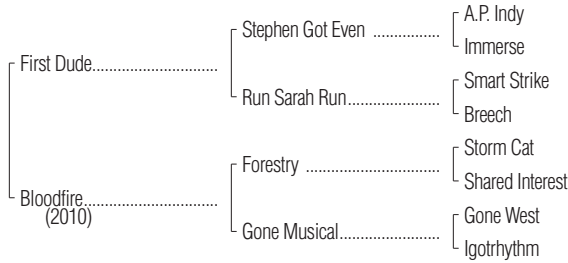 First Dude
Bloodfire
(2010)
Stephen Got Even
Run Sarah Run
Forestry
Gone Musical
A.P. Indy
Immerse
Smart Strike
Breech
Storm Cat
Shared Interest
Gone West
Igotrhythm